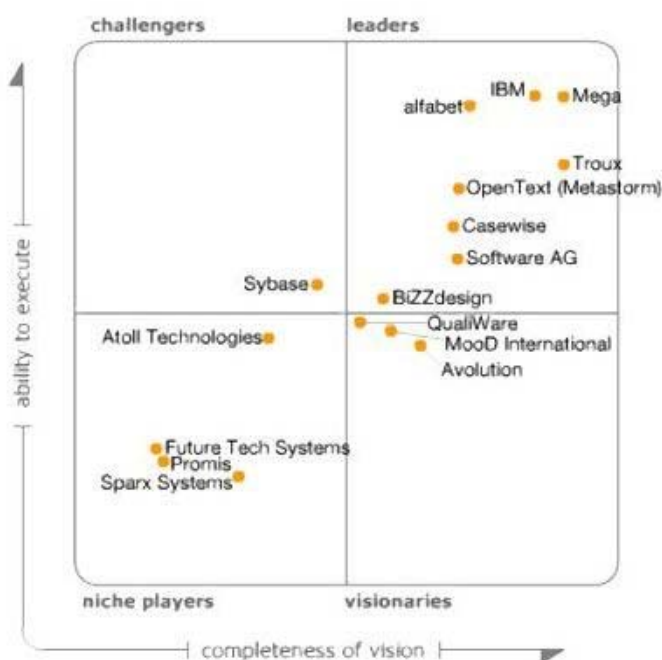 challengers
leaders
IBM
Mega
alfabet
Troux
OpenText (Metastorm)
Casewise
Software AG
Sybase
BiZZdesign
QualiWare
Atoll Technologies
MooD International
Avolution
Future Tech Systems
Promis
Sparx Systems
niche players
visionaries
ability to execute
completeness of vision